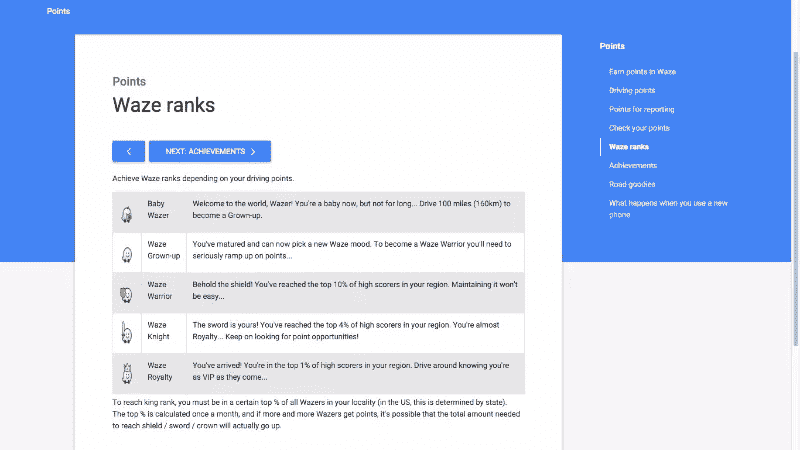 Points
Points
Waze ranks
NEXT: ACHIEVEMENTS
Achieve Waze ranks depending on your driving points.
Baby
Wazer
Welcome to the world, Wazer! You're a baby now, but not for long... Drive 100 miles (160km) to
become a Grown-up.
Waze
Grown-up
You've matured and can now pick a new Waze mood. To become a Waze Warrior you'll need to
seriously ramp up on points...
Waze
Warrior
Behold the shield! You've reached the top 10% of high scorers in your region. Maintaining it won't
be easy...
Waze
Knight
The sword is yours! You've reached the top 4% of high scorers in your region. You're almost
Royalty... Keep on looking for point opportunities!
Waze
Royalty
You've arrived! You're in the top 1% of high scorers in your region. Drive around knowing you're
as VIP as they come...
To reach king rank, you must be in a certain top % of all Wazers in your locality (in the US, this is determined by state).
The top % is calculated once a month, and if more and more Wazers get points, it's possible that the total amount needed
to reach shield / sword / crown will actually go up.
Points
Earn points in Waze
Driving points
Points for reporting
Check your points
Waze ranks
Achievements
Road goodies
What happens when you use a new
phone